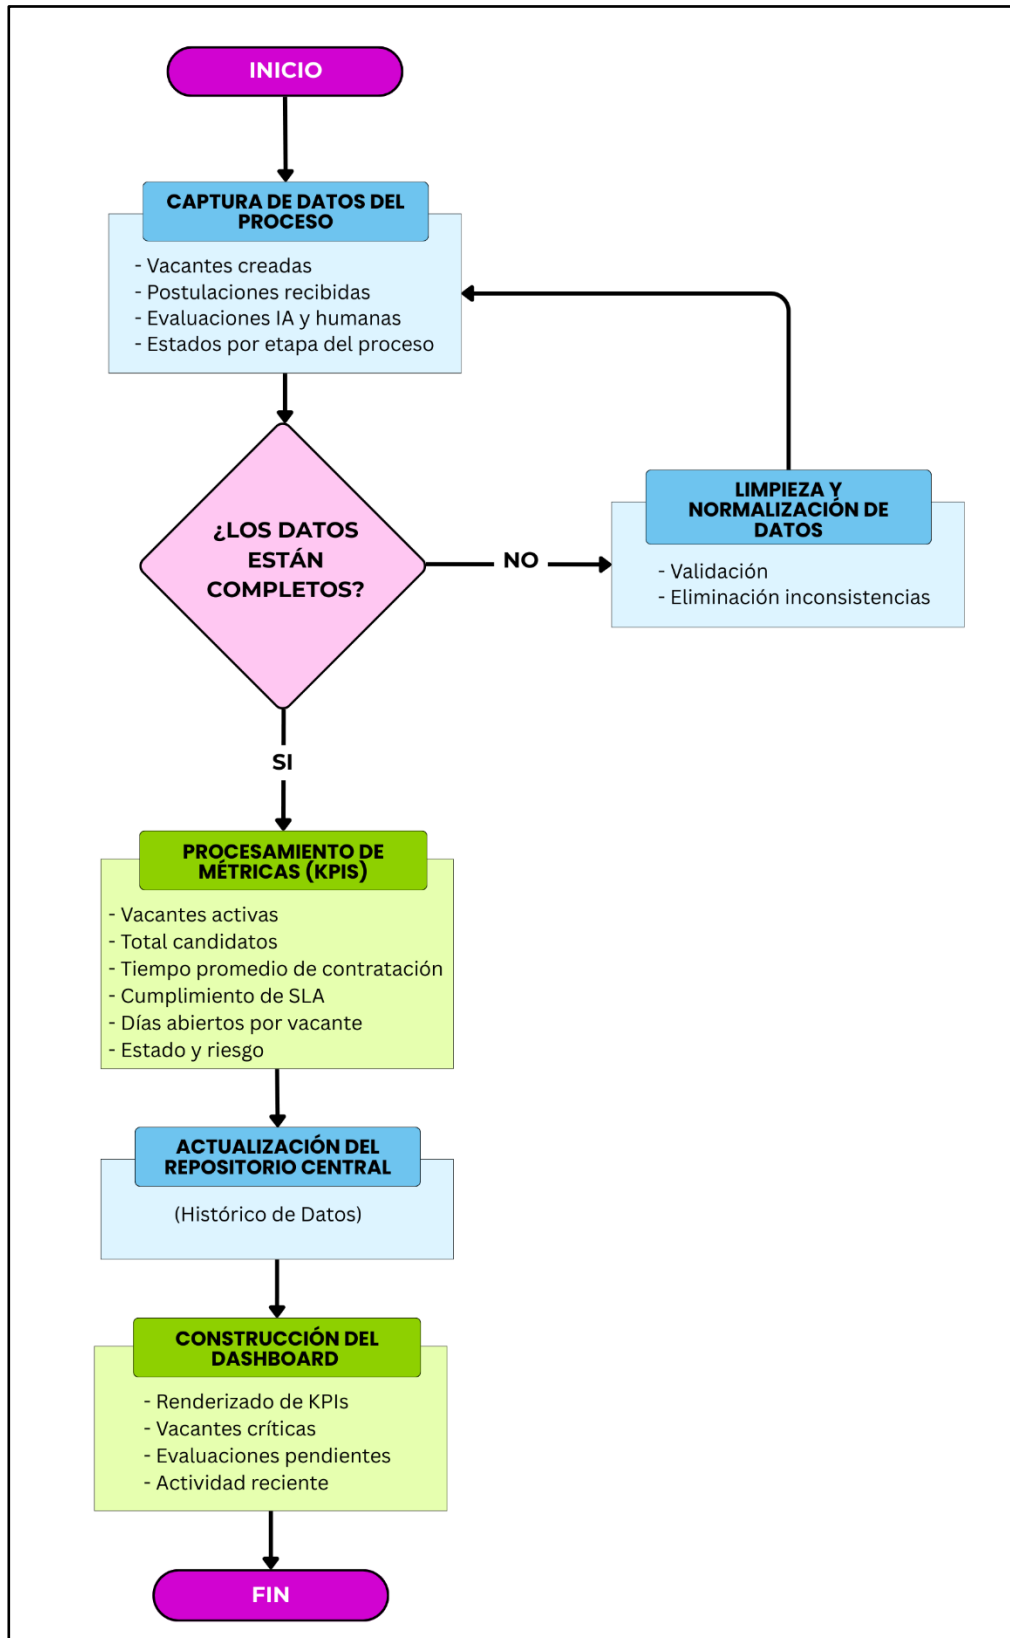 INICIO
CAPTURA DE DATOS DEL
PROCESO
- Vacantes creadas
- Postulaciones recibidas
- Evaluaciones IA y humanas
- Estados por etapa del proceso
¿LOS DATOS
ESTÁN
COMPLETOS?
NO
LIMPIEZA Y
NORMALIZACIÓN DE
DATOS
- Validación
- Eliminación inconsistencias
SI
PROCESAMIENTO DE
MÉTRICAS (KPIS)
- Vacantes activas
- Total candidatos
- Tiempo promedio de contratación
- Cumplimiento de SLA
- Días abiertos por vacante
- Estado y riesgo
ACTUALIZACIÓN DEL
REPOSITORIO CENTRAL
(Histórico de Datos)
CONSTRUCCIÓN DEL
DASHBOARD
- Renderizado de KPIs
- Vacantes críticas
- Evaluaciones pendientes
- Actividad reciente
FIN